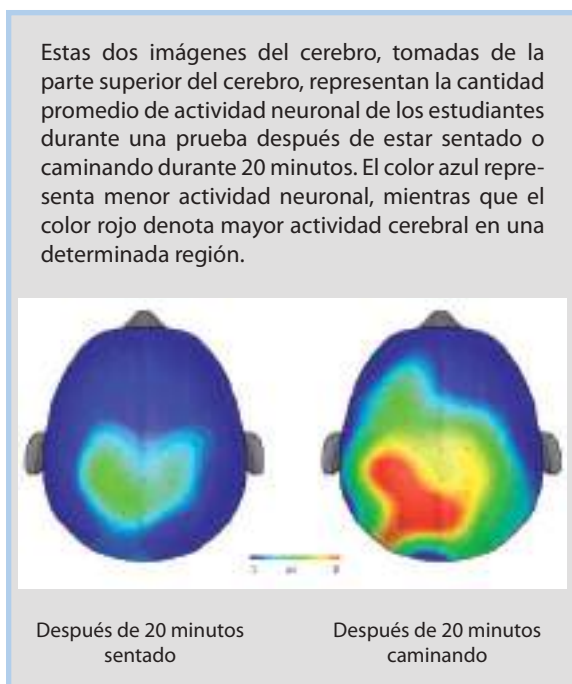 Estas dos imágenes del cerebro, tomadas de la
parte superior del cerebro, representan la cantidad
promedio de actividad neuronal de los estudiantes
durante una prueba después de estar sentado o
caminando durante 20 minutos. El color azul repre-
senta menor actividad neuronal, mientras que el
color rojo denota mayor actividad cerebral en una
determinada región.
Después de 20 minutos
sentado
Después de 20 minutos
caminando